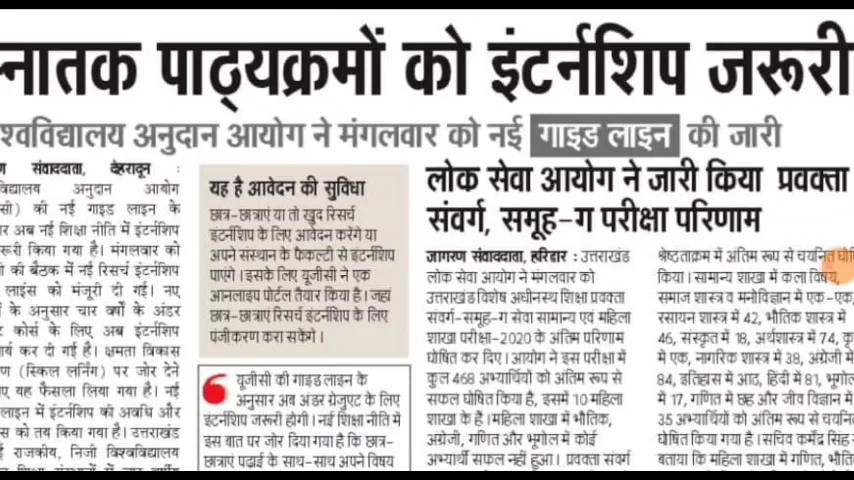 नातक पाठ्यक्रमों को इंटर्नशिप जरूरी
श्वविद्यालय अनुदान आयोग ने मंगलवार को नई गाइड लाइन की जारी
ण संवाददाता, देहरादून :
विद्यालय अनुदान आयोग
सी) की नई गाइड लाइन के
र अब नई शिक्षा नीति में इंटर्नशिप
रूरी किया गया है। मंगलवार को
ी की बैठक में नई रिसर्च इंटर्नशिप
लाइंस को मंजूरी दी गई। नए
के अनुसार चार वर्षों के अंडर
ट कोर्स के लिए अब इंटर्नशिप
र्य कर दी गई है। क्षमता विकास
ण (स्किल लर्निंग) पर जोर देने
ए यह फैसला लिया गया है। नई
लाइन में इंटर्नशिप की अवधि और
स को तय किया गया है। उत्तराखंड
राजकीय, निजी विश्वविद्यालय
यह है आवेदन की सुविधा
छात्र-छात्राएं या तो खुद रिसर्च
इंटर्नशिप के लिए आवेदन करेंगे या
अपने संस्थान के फैकल्टी से इंटर्नशिप
पाएंगे। इसके लिए यूजीसी ने एक
आनलाइन पोर्टल तैयार किया है। जहां
छात्र-छात्राएं रिसर्च इंटर्नशिप के लिए
पंजीकरण करा सकेंगे।
यूजीसी की गाइड लाइन के
अनुसार अब अंडर ग्रेजुएट के लिए
इंटर्नशिप जरूरी होगी। नई शिक्षा नीति में
इस बात पर जोर दिया गया है कि छात्र-
छात्राएं पढ़ाई के साथ-साथ अपने विषय
लोक सेवा आयोग ने जारी किया प्रवक्ता
संवर्ग, समूह-ग परीक्षा परिणाम
जागरण संवाददाता, हरिद्वार : उत्तराखंड
लोक सेवा आयोग ने मंगलवार को
उत्तराखंड विशेष अधीनस्थ शिक्षा प्रवक्ता
संवर्ग-समूह-ग सेवा सामान्य एवं महिला
शाखा परीक्षा-2020 के अंतिम परिणाम
घोषित कर दिए। आयोग ने इस परीक्षा में
कुल 468 अभ्यार्थियों को अंतिम रूप से
सफल घोषित किया है, इसमें 10 महिला
शाखा के हैं। महिला शाखा में भौतिक,
अंग्रेजी, गणित और भूगोल में कोई
अभ्यार्थी सफल नहीं हुआ। प्रवक्ता संवर्ग
श्रेष्ठताक्रम में अंतिम रूप से चयनित घोषि
किया। सामान्य शाखा में कला विषय,
समाज शास्त्र व मनोविज्ञान में एक-एक,
रसायन शास्त्र में 42, भौतिक शास्त्र में
46, संस्कृत में 18, अर्थशास्त्र में 74, कृ
में एक, नागरिक शास्त्र में 38, अंग्रेजी में
84, इतिहास में आठ, हिंदी में 81, भूगोल
में 17, गणित में छह और जीव विज्ञान में
35 अभ्यार्थियों को अंतिम रूप से चयनित
घोषित किया गया है। सचिव कर्मेंद्र सिंह
बताया कि महिला शाखा में गणित, भौति